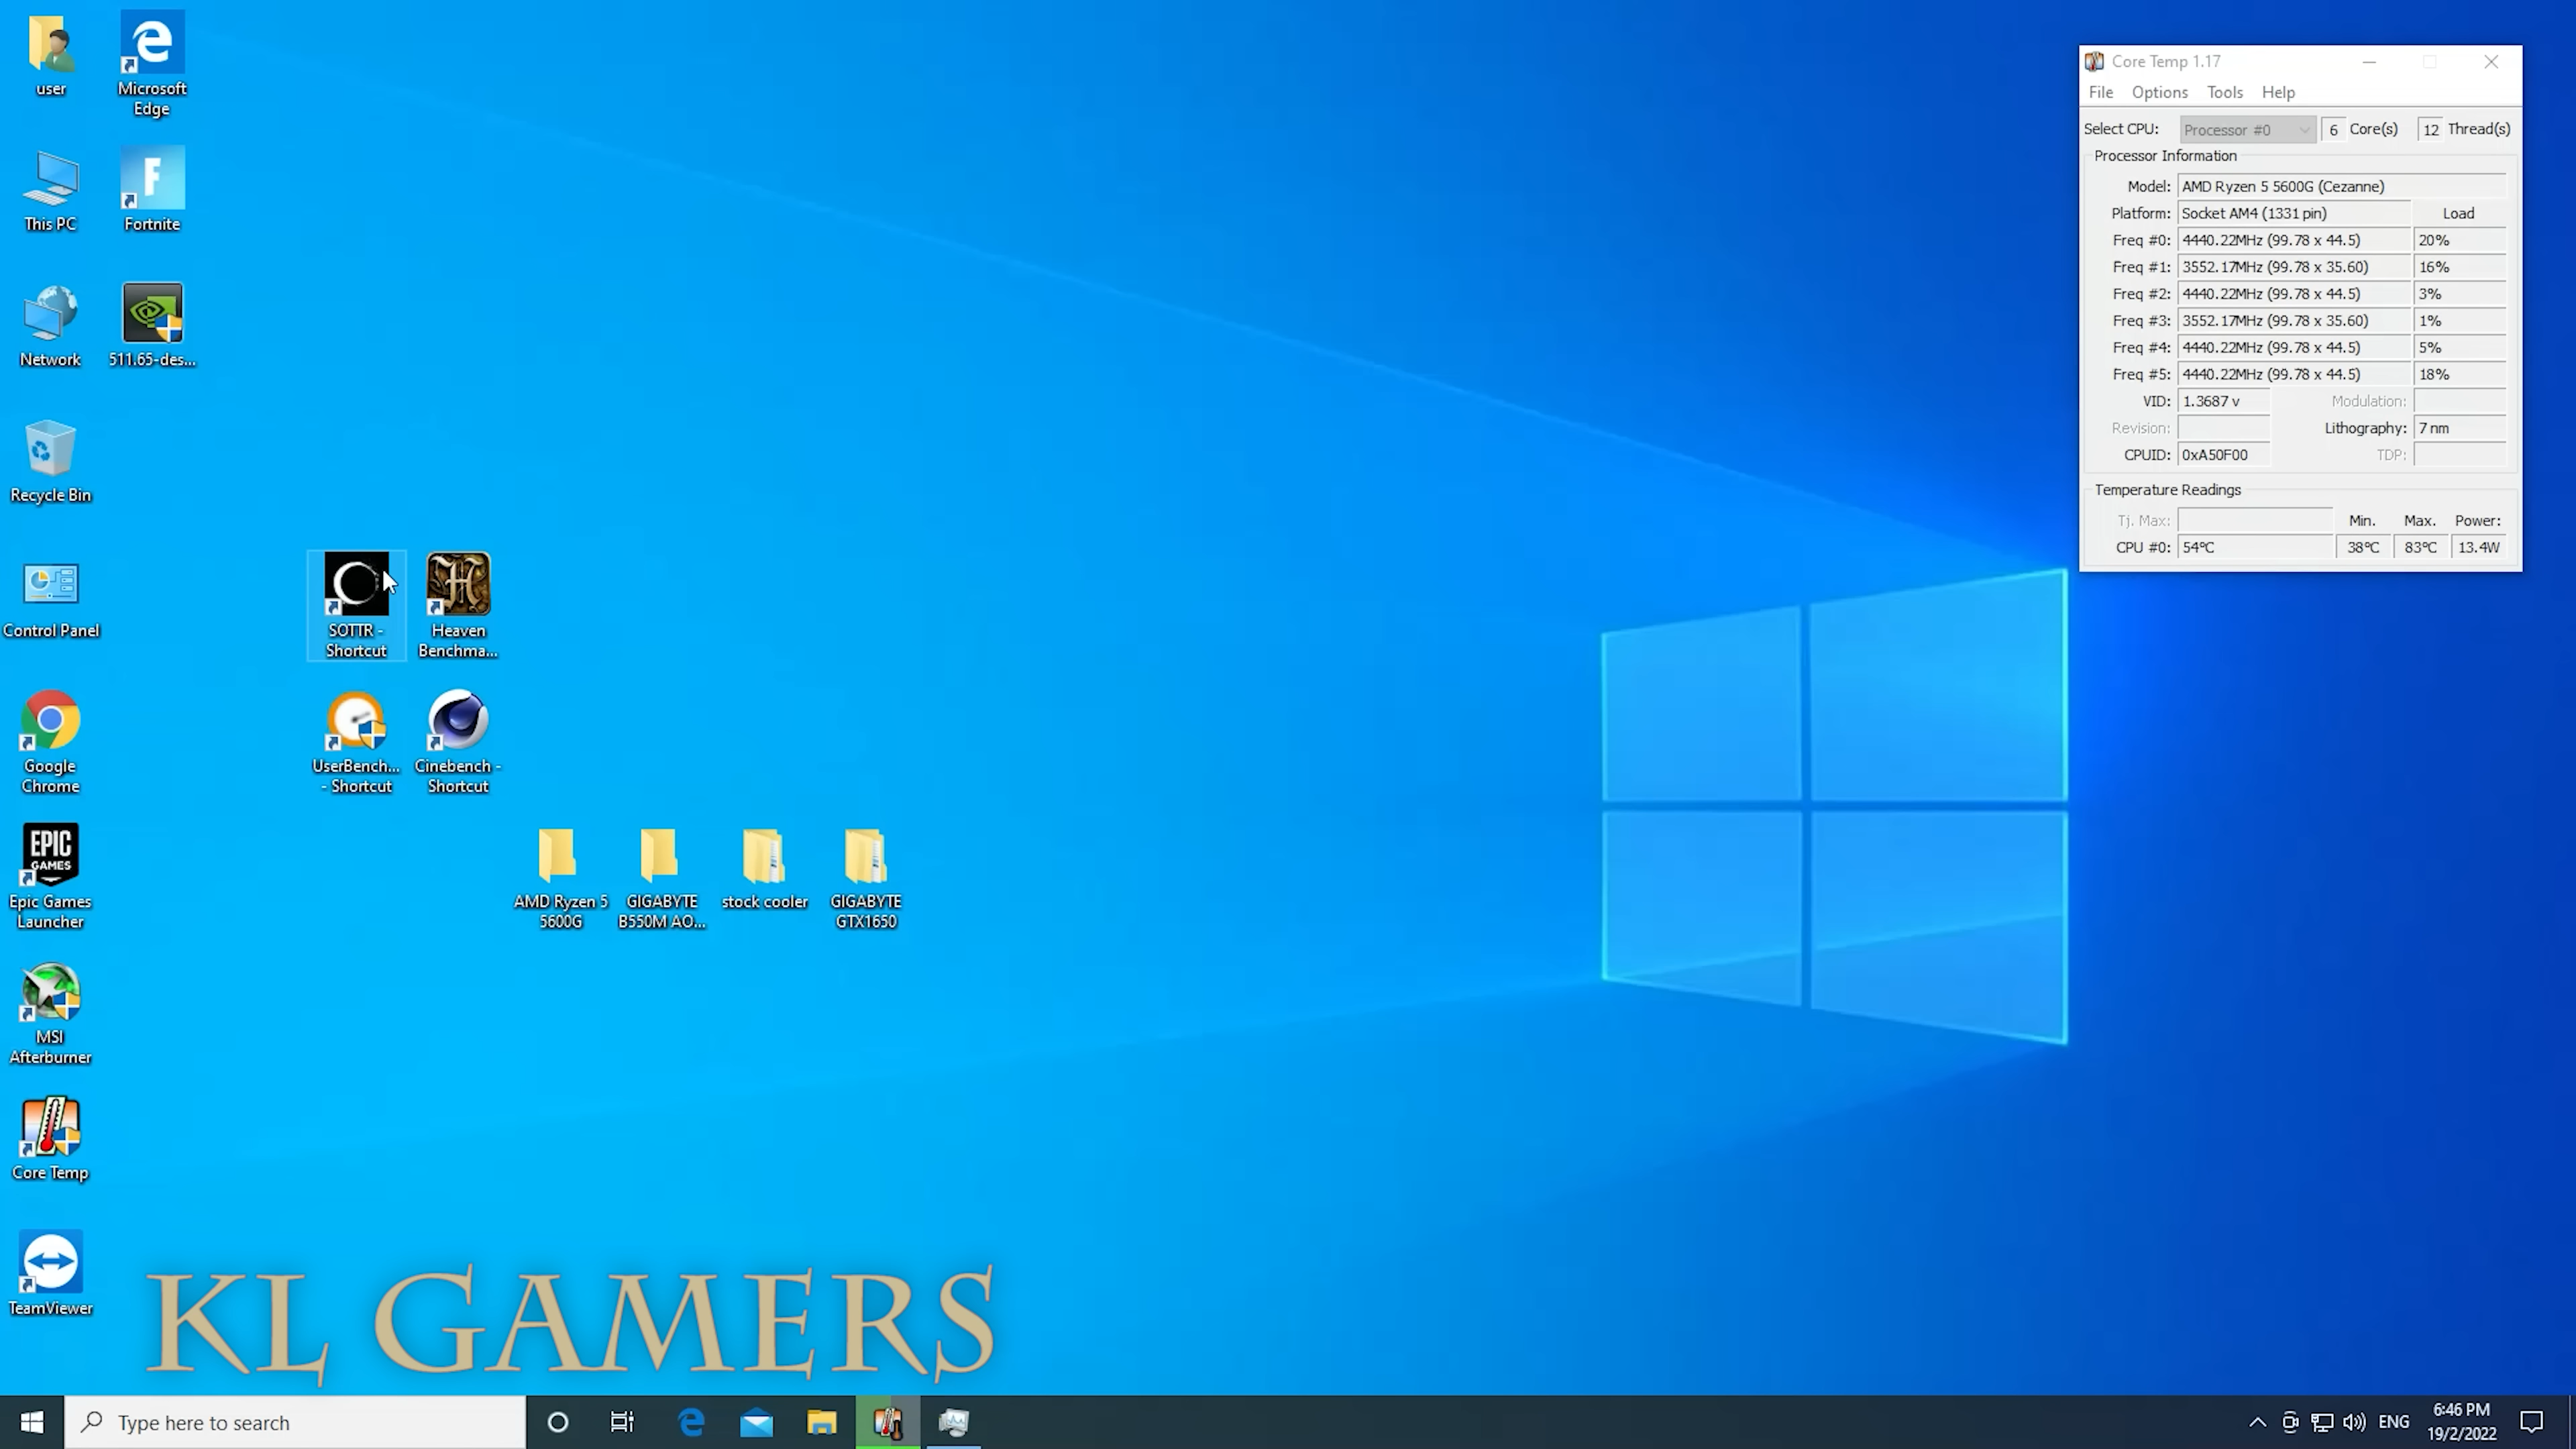 user
Microsoft
Edge
This PC
Fortnite
Network
511.65-des...
Recycle Bin
Control Panel
SOTTR -
Shortcut
Heaven
Benchma...
Google
Chrome
UserBench...
- Shortcut
Cinebench -
Shortcut
EPIC
GAMES
Epic Games
Launcher
AMD Ryzen 5
5600G
GIGABYTE
B550M AO...
stock cooler
GIGABYTE
GTX1650
MSI
Afterburner
Core Temp
TeamViewer
KL GAMERS
Core Temp 1.17
File Options Tools Help
Select CPU: Processor #0 6 Core(s) 12 Thread(s)
Processor Information
Model: AMD Ryzen 5 5600G (Cezanne)
Platform: Socket AM4 (1331 pin) Load
Freq #0: 4440.22MHz (99.78 x 44.5) 20%
Freq #1: 3552.17MHz (99.78 x 35.60) 16%
Freq #2: 4440.22MHz (99.78 x 44.5) 3%
Freq #3: 3552.17MHz (99.78 x 35.60) 1%
Freq #4: 4440.22MHz (99.78 x 44.5) 5%
Freq #5: 4440.22MHz (99.78 x 44.5) 18%
VID: 1.3687 v Modulation:
Revision: Lithography: 7 nm
CPUID: 0xA50F00 TDP:
Temperature Readings
Tj. Max: Min. Max. Power:
CPU #0: 54°C 38°C 83°C 13.4W
Type here to search
ENG
6:46 PM
19/2/2022